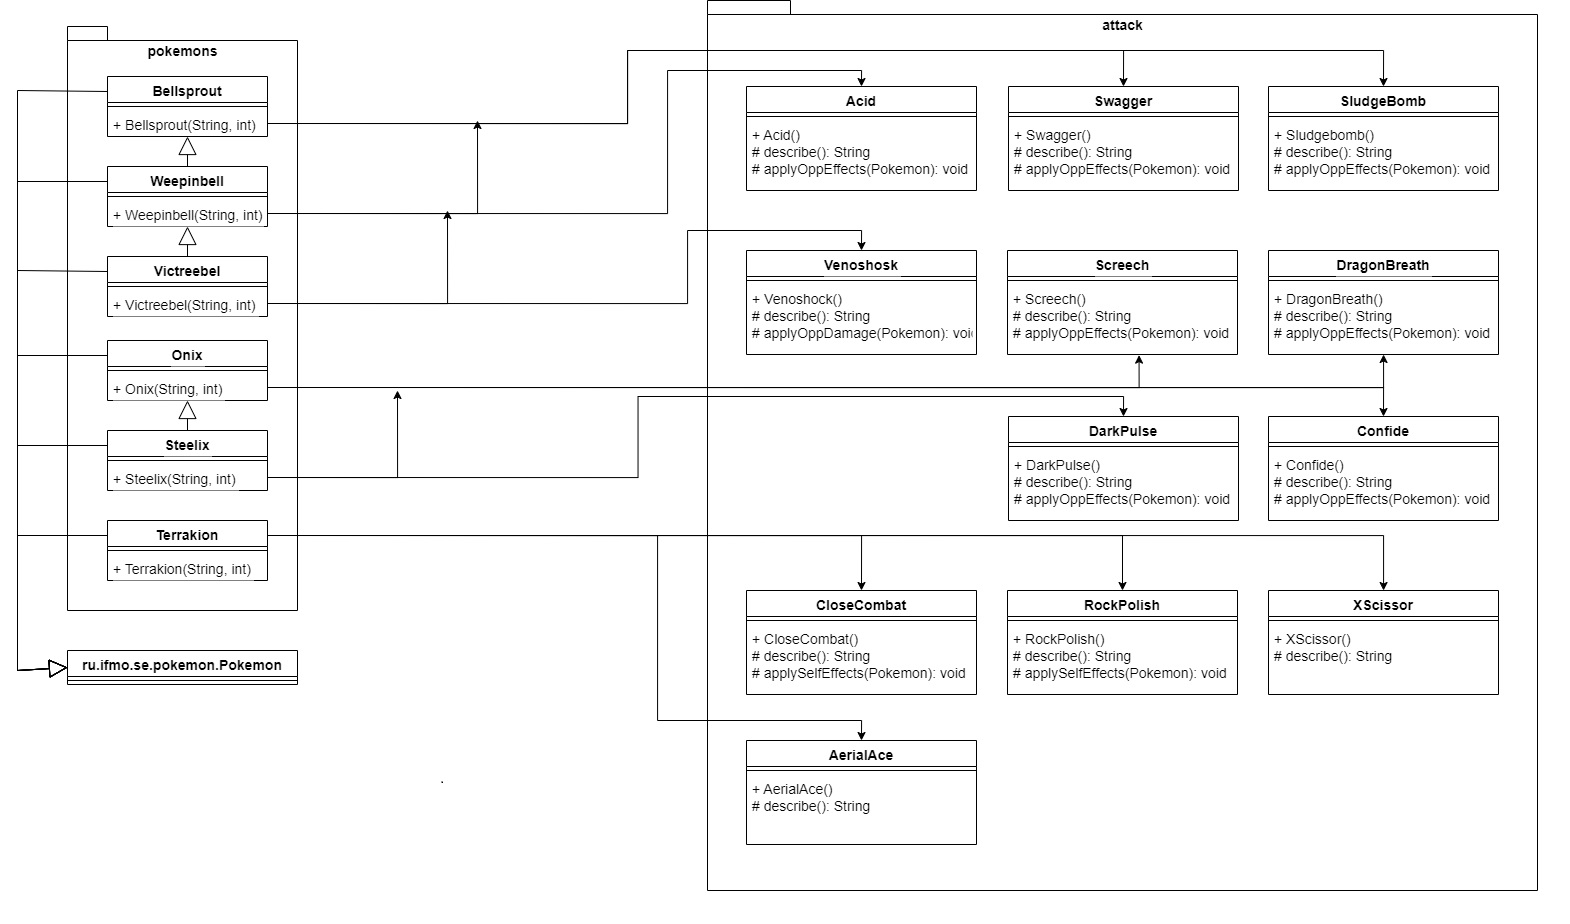 pokemons
Bellsprout
+ Bellsprout(String, int)
Weepinbell
+ Weepinbell(String, int)
Victreebel
+ Victreebel(String, int)
Onix
+ Onix(String, int)
Steelix
+ Steelix(String, int)
Terrakion
+ Terrakion(String, int)
ru.ifmo.se.pokemon.Pokemon
attack
Acid
+ Acid()
# describe(): String
# applyOppEffects(Pokemon): void
Swagger
+ Swagger()
# describe(): String
# applyOppEffects(Pokemon): void
SludgeBomb
+ Sludgebomb()
# describe(): String
# applyOppEffects(Pokemon): void
Venoshosk
+ Venoshock()
# describe(): String
# applyOppDamage(Pokemon): voi
Screech
+ Screech()
# describe(): String
# applyOppEffects(Pokemon): void
DragonBreath
+ DragonBreath()
# describe(): String
# applyOppEffects(Pokemon): void
DarkPulse
+ DarkPulse()
# describe(): String
# applyOppEffects(Pokemon): void
Confide
+ Confide()
# describe(): String
# applyOppEffects(Pokemon): void
CloseCombat
+ CloseCombat()
# describe(): String
# applySelfEffects(Pokemon): void
RockPolish
+ RockPolish()
# describe(): String
# applySelfEffects(Pokemon): void
XScissor
+ XScissor()
# describe(): String
AerialAce
+ AerialAce()
# describe(): String
.